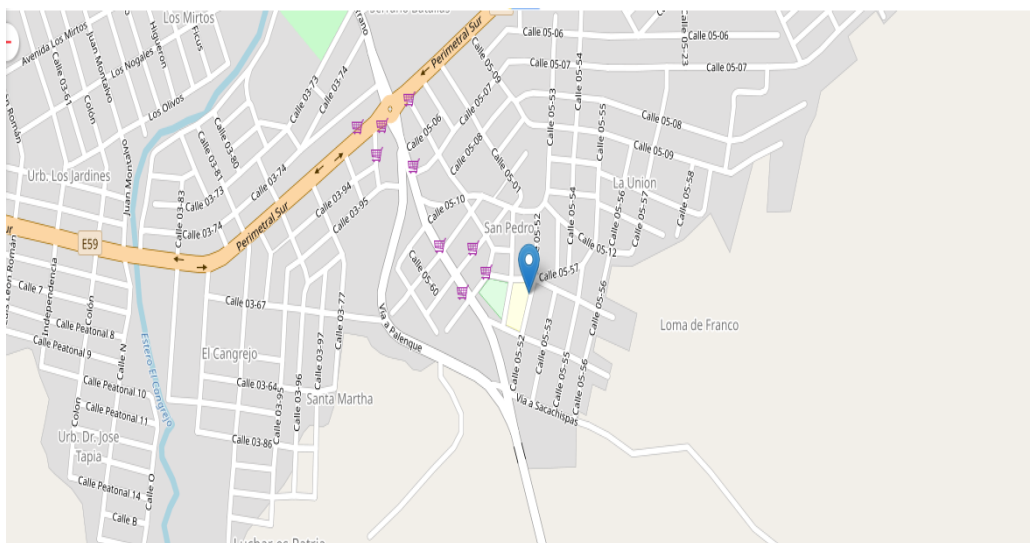 Los Mirtos
Avenida Los Mirtos
Higueron
Ficus
Juan Montalvo
Calle 03-61
Los Nogales
Colón
Los Olivos
Perimetral Sur
Calle 05-06
Calle 05-07
Calle 05-07
Calle 05-09
Calle 05-07
Calle 03-73
Calle 03-74
Calle 05-53
Calle 05-54
Calle 05-55
Calle 05-08
Calle 05-09
Calle 05-06
Calle 05-08
Calle 05-01
Calle 03-80
Calle 03-81
Calle 03-74
Urb. Los Jardines
Juan Montalvo
Calle 03-83
Calle 03-73
Calle 03-74
Calle 03-94
Calle 03-95
Perimetral Sur
La Union
Calle 05-58
Calle 05-57
Calle 05-56
Calle 05-54
Calle 05-10
San Pedro
Calle 05-12
E59
Calle 05-60
Calle 05-57
Calle 7
Independencia
Colón
Calle 03-67
Calle 03-77
Vía a Palenque
Calle 05-56
Loma de Franco
Calle Peatonal 8
Calle N
Calle Peatonal 9
Estero El Cangrejo
El Cangrejo
Calle 03-97
Calle 05-52
Calle 05-53
Calle 05-55
Calle 05-56
Calle Peatonal 10
Calle 03-64
Calle 03-96
Calle 03-95
Santa Martha
Vía a Sacachispas
Colon
Calle Peatonal 11
Urb. Dr. Jose
Tapia
Calle 03-86
Calle O
Calle Peatonal 14
Calle B